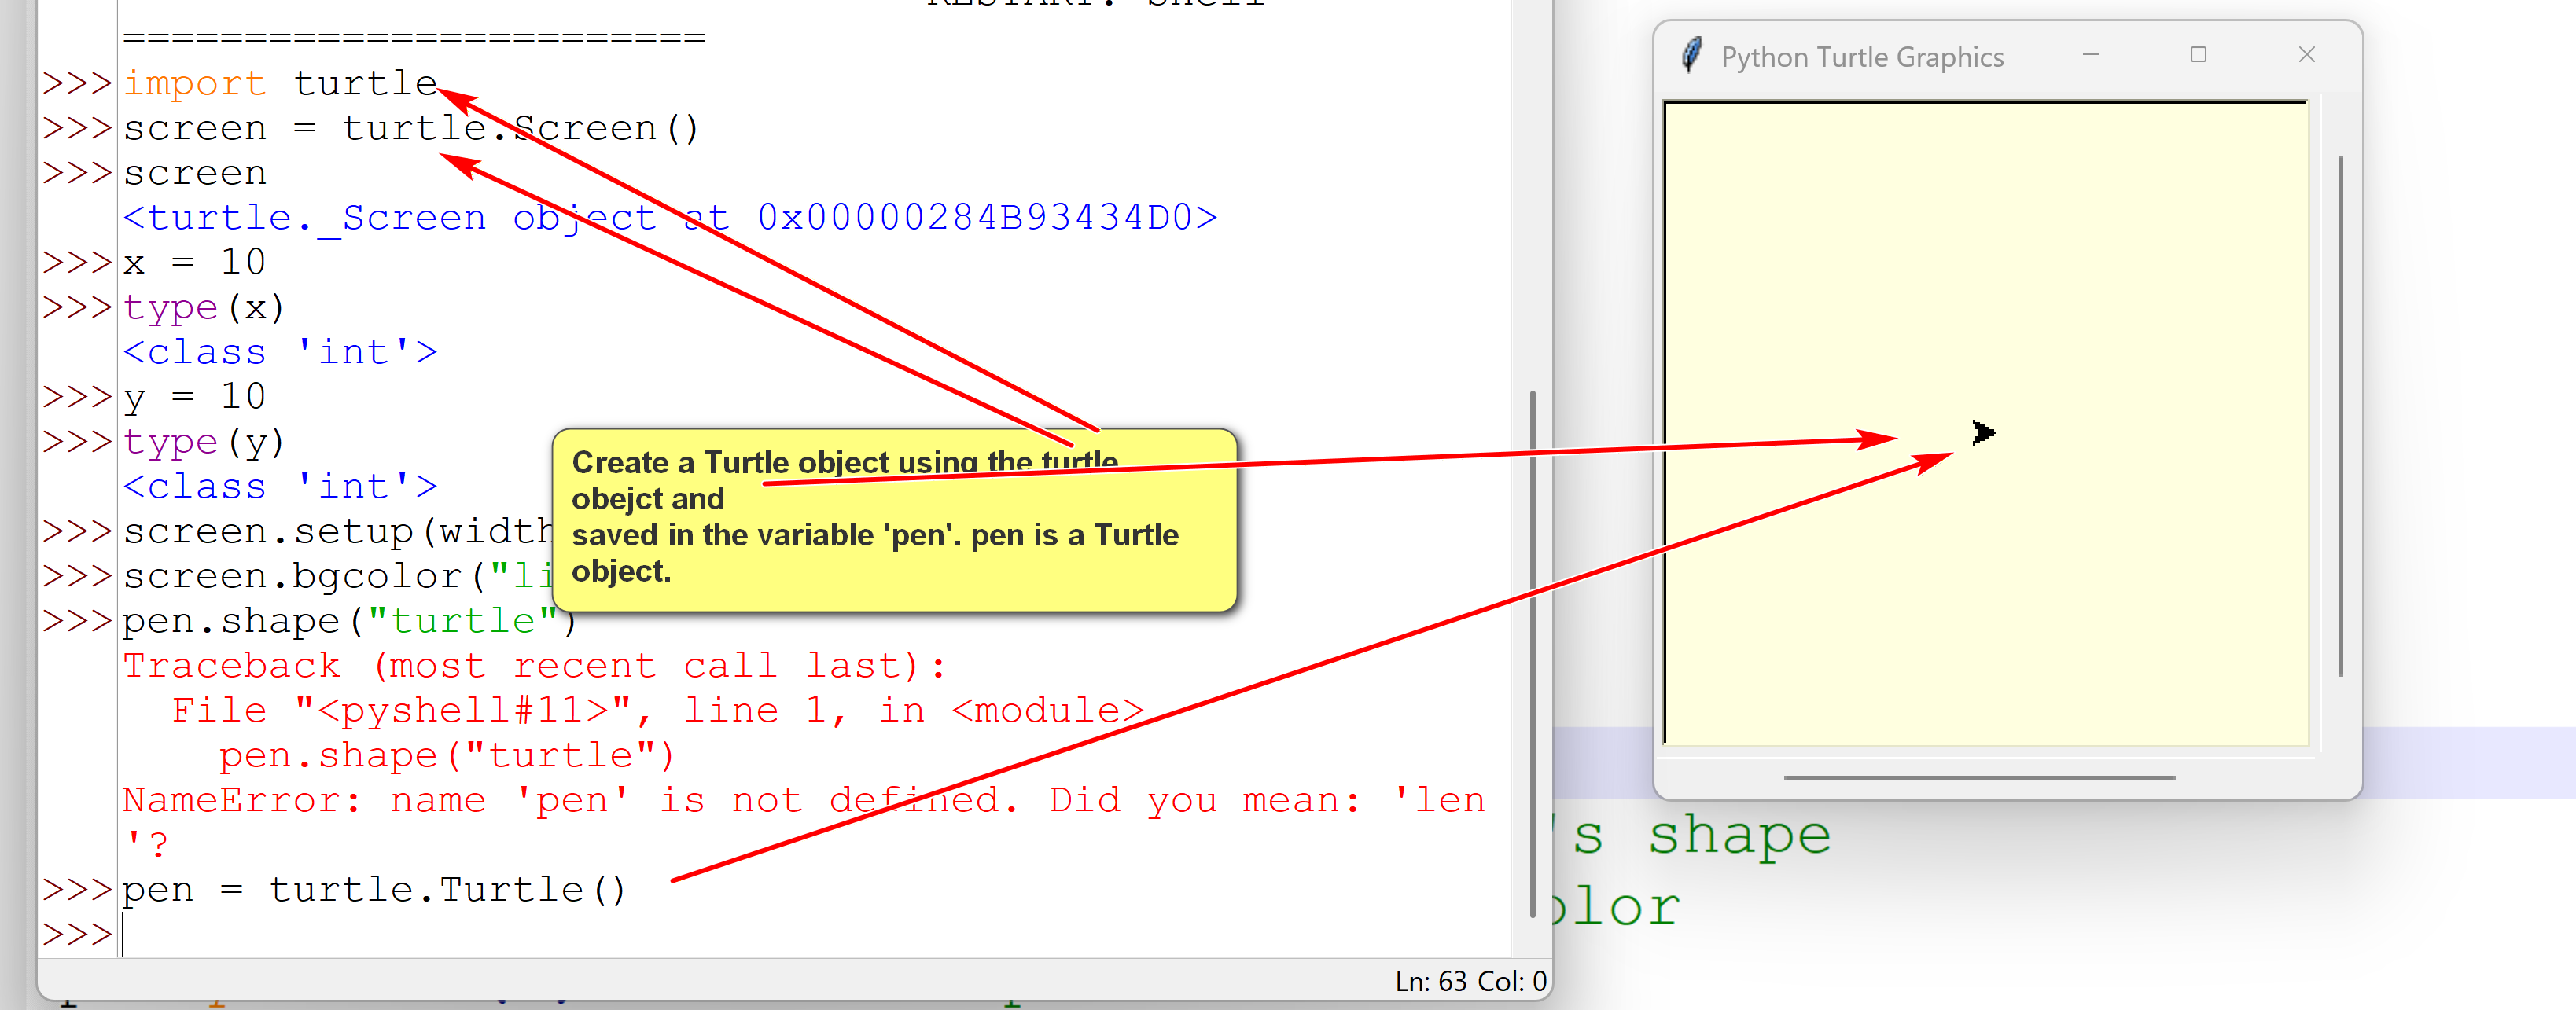 RESTART: Shell
========================
>>> import turtle
>>> screen = turtle.Screen()
>>> screen
<turtle._Screen object at 0x00000284B93434D0>
>>> x = 10
>>> type(x)
<class 'int'>
>>> y = 10
>>> type(y)
<class 'int'>
>>> screen.setup(width
>>> screen.bgcolor("li
>>> pen.shape("turtle")
Traceback (most recent call last):
File "<pyshell#11>", line 1, in <module>
pen.shape("turtle")
NameError: name 'pen' is not defined. Did you mean: 'len
'?
>>> pen = turtle.Turtle()
>>>
Ln: 63 Col: 0
Create a Turtle object using the turtle
obejct and
saved in the variable 'pen'. pen is a Turtle
object.
Python Turtle Graphics
's shape
olor